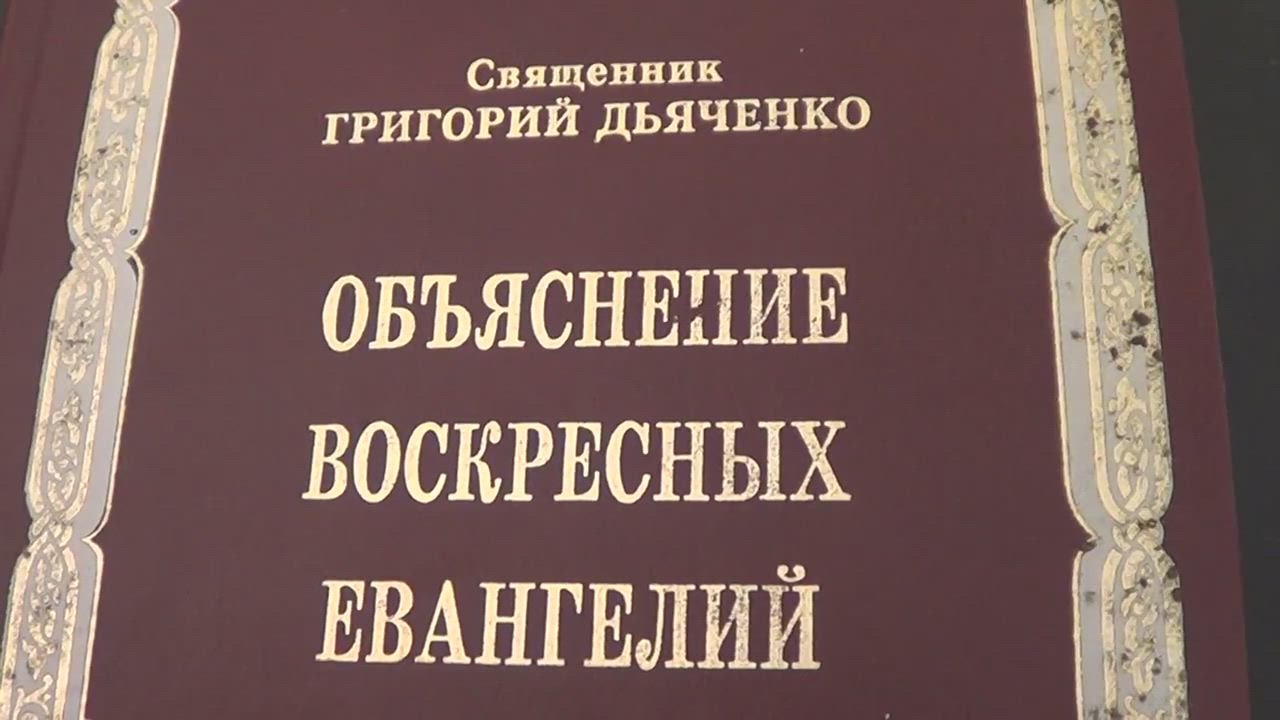 Священник
ГРИГОРИЙ ДЬЯЧЕНКО
ОБЪЯСНЕНИЕ
ВОСКРЕСНЫХ
ЕВАНГЕЛИЙ